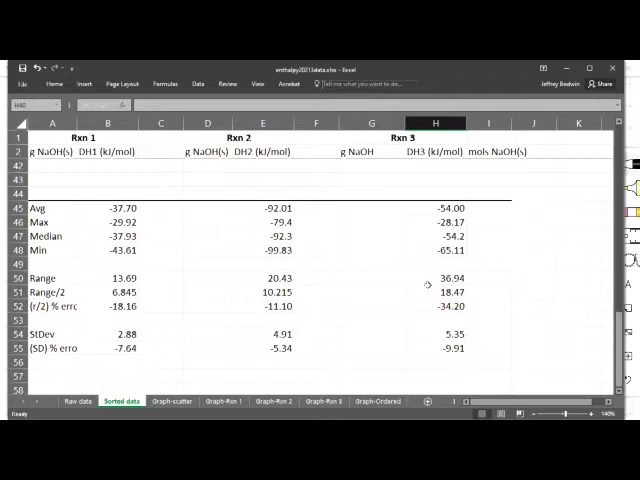 enthalpy20213data.xlsx - Excel
File Home Insert Page Layout Formulas Data Review View Tell me what you want to do... Jeffrey Bodwin Share
H40
A B C D E F G H I J K
1 Rxn 1 Rxn 2 Rxn 3
2 g NaOH(s) DH1 (kJ/mol) g NaOH(s) DH2 (kJ/mol) g NaOH DH3 (kJ/mol) mols NaOH(s)
42
43
44
45 Avg -37.70 -92.01 -54.00
46 Max -29.92 -79.4 -28.17
47 Median -37.93 -92.3 -54.2
48 Min -43.61 -99.83 -65.11
49
50 Range 13.69 20.43 36.94
51 Range/2 6.845 10.215 18.47
52 (r/2) % erro -18.16 -11.10 -34.20
53
54 StDev 2.88 4.91 5.35
55 (SD) % erro -7.64 -5.34 -9.91
56
57
58
Raw data Sorted data Graph-scatter Graph-Rxn 1 Graph-Rxn 2 Graph-Rxn 3 Graph-Ordered
Ready 140%